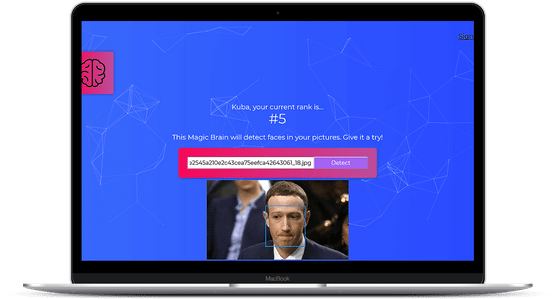 Kuba, your current rank is...
#5
This Magic Brain will detect faces in your pictures. Give it a try!
a2545a210e2c43cea75eefca42643061_18.jpg
Detect
MacBook